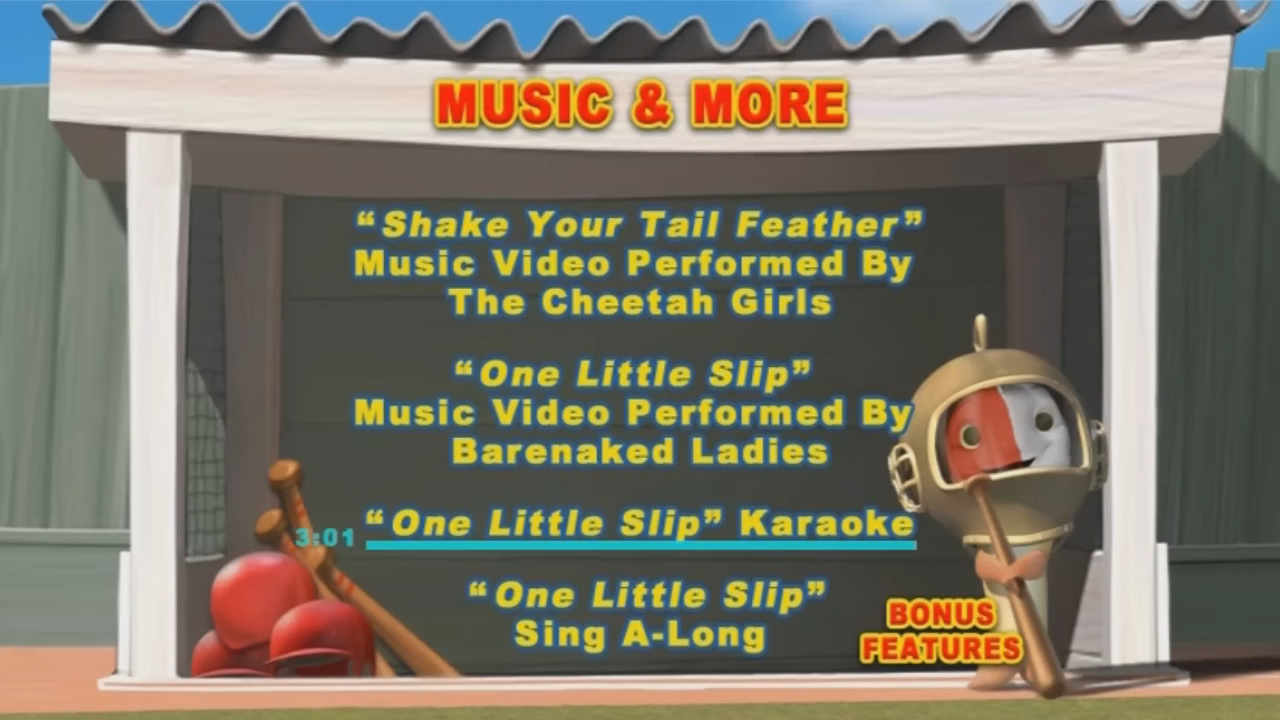 MUSIC & MORE
“Shake Your Tail Feather”
Music Video Performed By
The Cheetah Girls
“One Little Slip”
Music Video Performed By
Barenaked Ladies
3:01 “One Little Slip” Karaoke
“One Little Slip”
Sing A-Long
BONUS
FEATURES